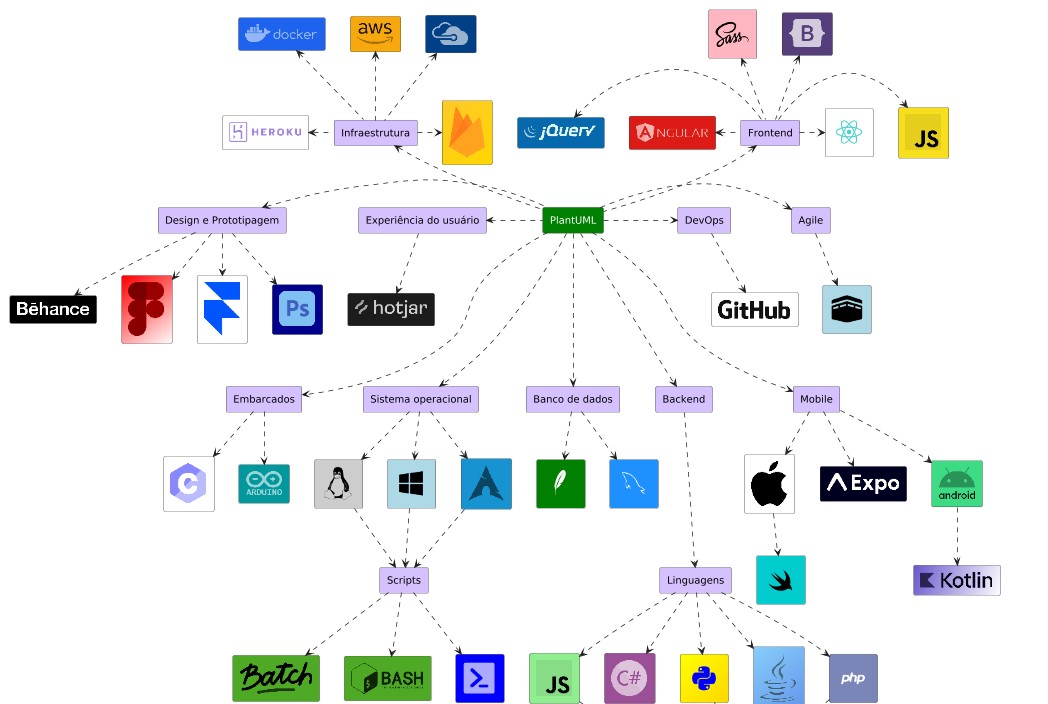 docker
aws
Sass
B
HEROKU
Infraestrutura
jQuery
ANGULAR
Frontend
JS
Design e Prototipagem
Experiência do usuário
PlantUML
DevOps
Agile
Bēhance
Ps
hotjar
GitHub
Embarcados
Sistema operacional
Banco de dados
Backend
Mobile
C
ARDUINO
Expo
android
Scripts
Linguagens
Kotlin
Batch
BASH
JS
C#
php